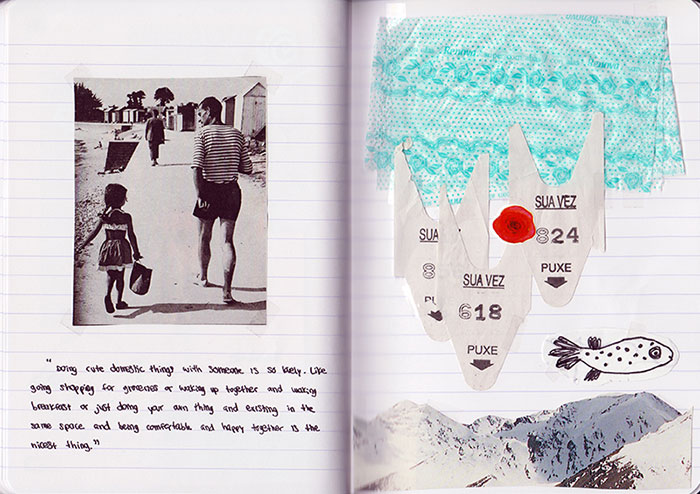 "Doing cute domestic things with someone is so lovely. Like
going shopping for groceries or waking up together and making
breakfast or just doing your own thing and existing in the
same space and being comfortable and happy together is the
nicest thing."
SUA VEZ
824
PUXE
SUA
8
SUA VEZ
618
PUXE